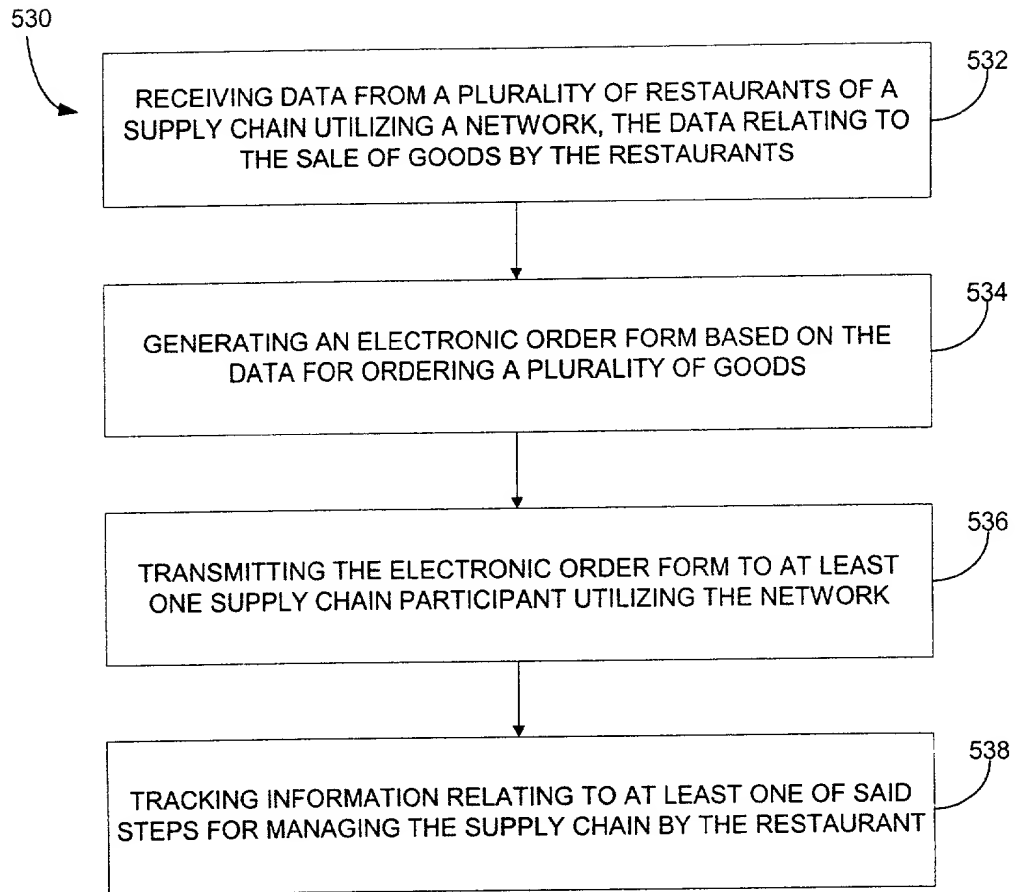 530
532
RECEIVING DATA FROM A PLURALITY OF RESTAURANTS OF A
SUPPLY CHAIN UTILIZING A NETWORK, THE DATA RELATING TO
THE SALE OF GOODS BY THE RESTAURANTS
534
GENERATING AN ELECTRONIC ORDER FORM BASED ON THE
DATA FOR ORDERING A PLURALITY OF GOODS
536
TRANSMITTING THE ELECTRONIC ORDER FORM TO AT LEAST
ONE SUPPLY CHAIN PARTICIPANT UTILIZING THE NETWORK
538
TRACKING INFORMATION RELATING TO AT LEAST ONE OF SAID
STEPS FOR MANAGING THE SUPPLY CHAIN BY THE RESTAURANT